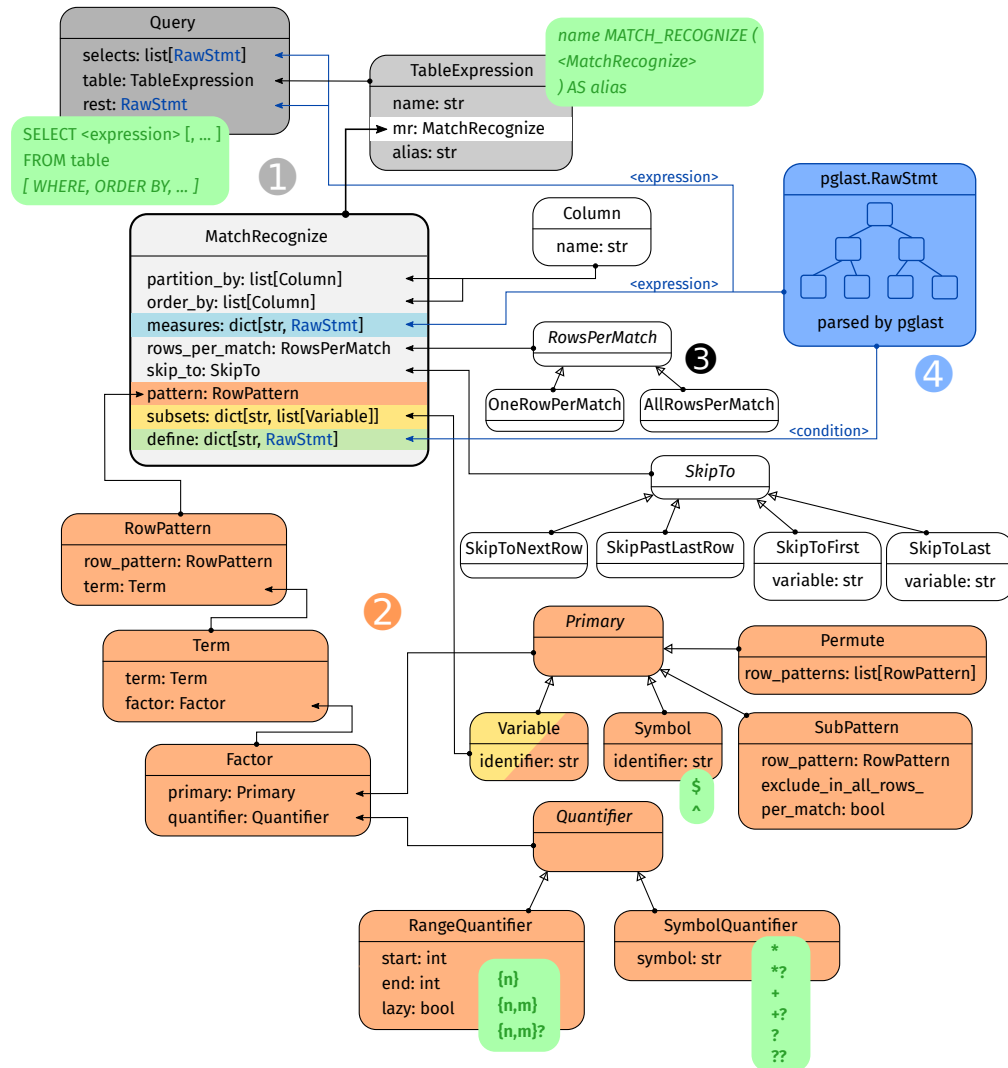 Query
selects: list[RawStmt]
table: TableExpression
rest: RawStmt
SELECT <expression> [, ... ]
FROM table
[ WHERE, ORDER BY, ... ]
1
TableExpression
name: str
mr: MatchRecognize
alias: str
name MATCH_RECOGNIZE (
<MatchRecognize>
) AS alias
<expression>
pglast.RawStmt
parsed by pglast
4
Column
name: str
<expression>
MatchRecognize
partition_by: list[Column]
order_by: list[Column]
measures: dict[str, RawStmt]
rows_per_match: RowsPerMatch
skip_to: SkipTo
pattern: RowPattern
subsets: dict[str, list[Variable]]
define: dict[str, RawStmt]
RowsPerMatch
3
OneRowPerMatch
AllRowsPerMatch
<condition>
SkipTo
SkipToNextRow
SkipPastLastRow
SkipToFirst
variable: str
SkipToLast
variable: str
RowPattern
row_pattern: RowPattern
term: Term
2
Term
term: Term
factor: Factor
Factor
primary: Primary
quantifier: Quantifier
Primary
Permute
row_patterns: list[RowPattern]
Variable
identifier: str
Symbol
identifier: str
$
^
SubPattern
row_pattern: RowPattern
exclude_in_all_rows_
per_match: bool
Quantifier
RangeQuantifier
start: int
end: int
lazy: bool
{n}
{n,m}
{n,m}?
SymbolQuantifier
symbol: str
*
*?
+
+?
?
??